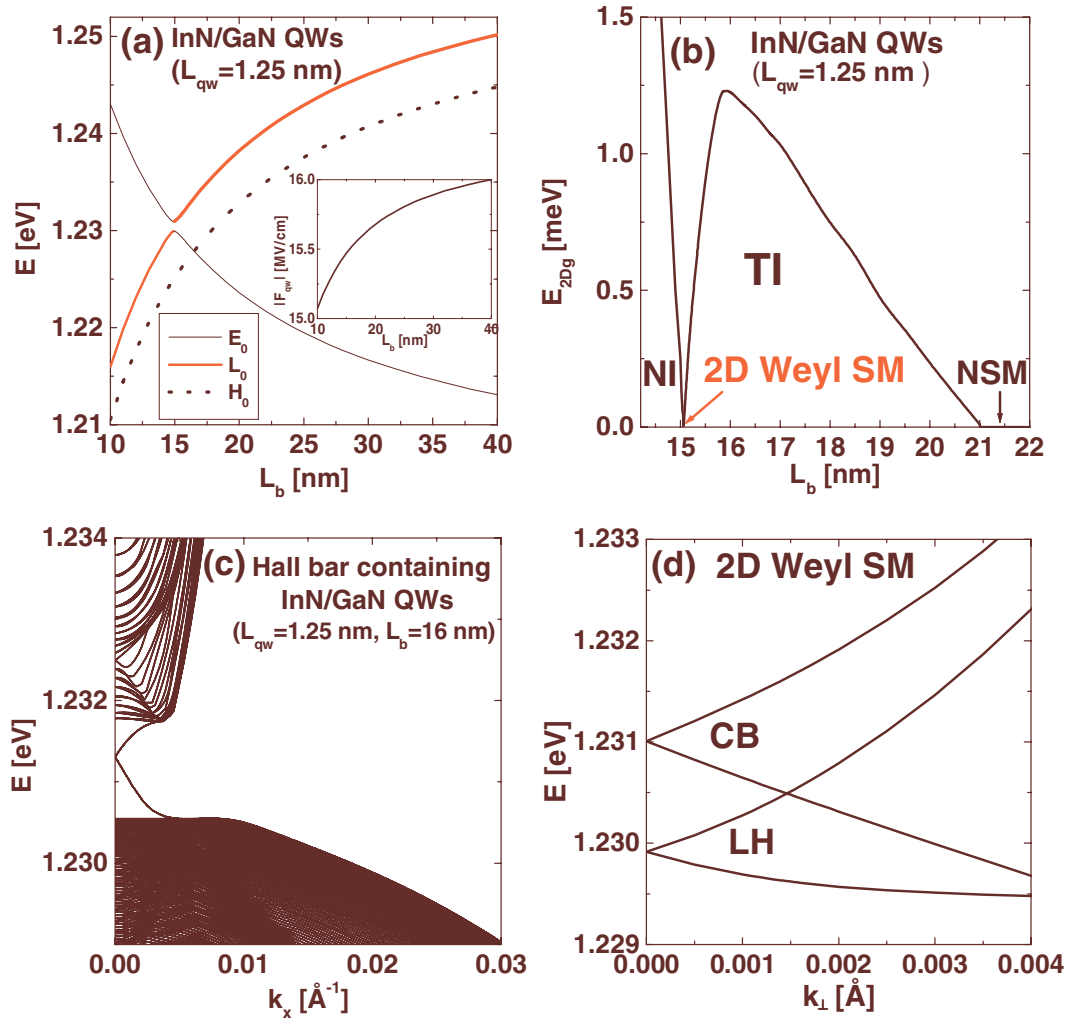 (a) InN/GaN QWs
(L_qw=1.25 nm)
1.25
1.24
1.23
1.22
1.21
E [eV]
10 15 20 25 30 35 40
L_b [nm]
E_0
L_0
H_0
16.0
15.5
15.0
|F_qw| [MV/cm]
10 20 30 40
L_b [nm]
(b) InN/GaN QWs
(L_qw=1.25 nm )
1.5
1.0
0.5
0.0
E_2Dg [meV]
TI
NI
2D Weyl SM
NSM
15 16 17 18 19 20 21 22
L_b [nm]
(c) Hall bar containing
InN/GaN QWs
(L_qw=1.25 nm, L_b=16 nm)
1.234
1.232
1.230
E [eV]
0.00 0.01 0.02 0.03
k_x [Å⁻¹]
(d) 2D Weyl SM
1.233
1.232
1.231
1.230
1.229
E [eV]
CB
LH
0.000 0.001 0.002 0.003 0.004
k_⊥ [Å]